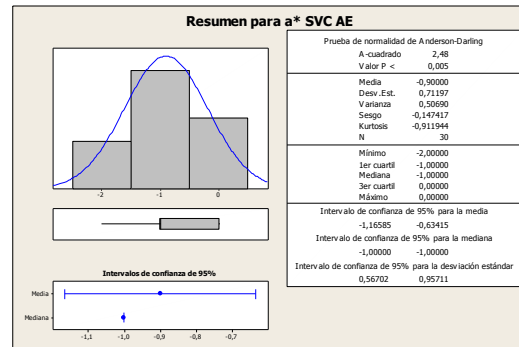 Resumen para a* SVC AE
-2 -1 0
Intervalos de confianza de 95%
Media
Mediana
-1,1 -1,0 -0,9 -0,8 -0,7
Prueba de normalidad de Anderson-Darling
A-cuadrado 2,48
Valor P < 0,005
Media -0,90000
Desv.Est. 0,71197
Varianza 0,50690
Sesgo -0,147417
Kurtosis -0,911944
N 30
Mínimo -2,00000
1er cuartil -1,00000
Mediana -1,00000
3er cuartil 0,00000
Máximo 0,00000
Intervalo de confianza de 95% para la media
-1,16585 -0,63415
Intervalo de confianza de 95% para la mediana
-1,00000 -1,00000
Intervalo de confianza de 95% para la desviación estándar
0,56702 0,95711